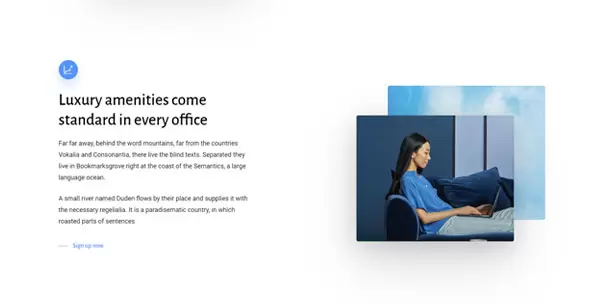 Luxury amenities come
standard in every office
Far far away, behind the word mountains, far from the countries
Vokalia and Consonantia, there live the blind texts. Separated they
live in Bookmarksgrove right at the coast of the Semantics, a large
language ocean.
A small river named Duden flows by their place and supplies it with
the necessary regelialia. It is a paradisematic country, in which
roasted parts of sentences
Sign up now